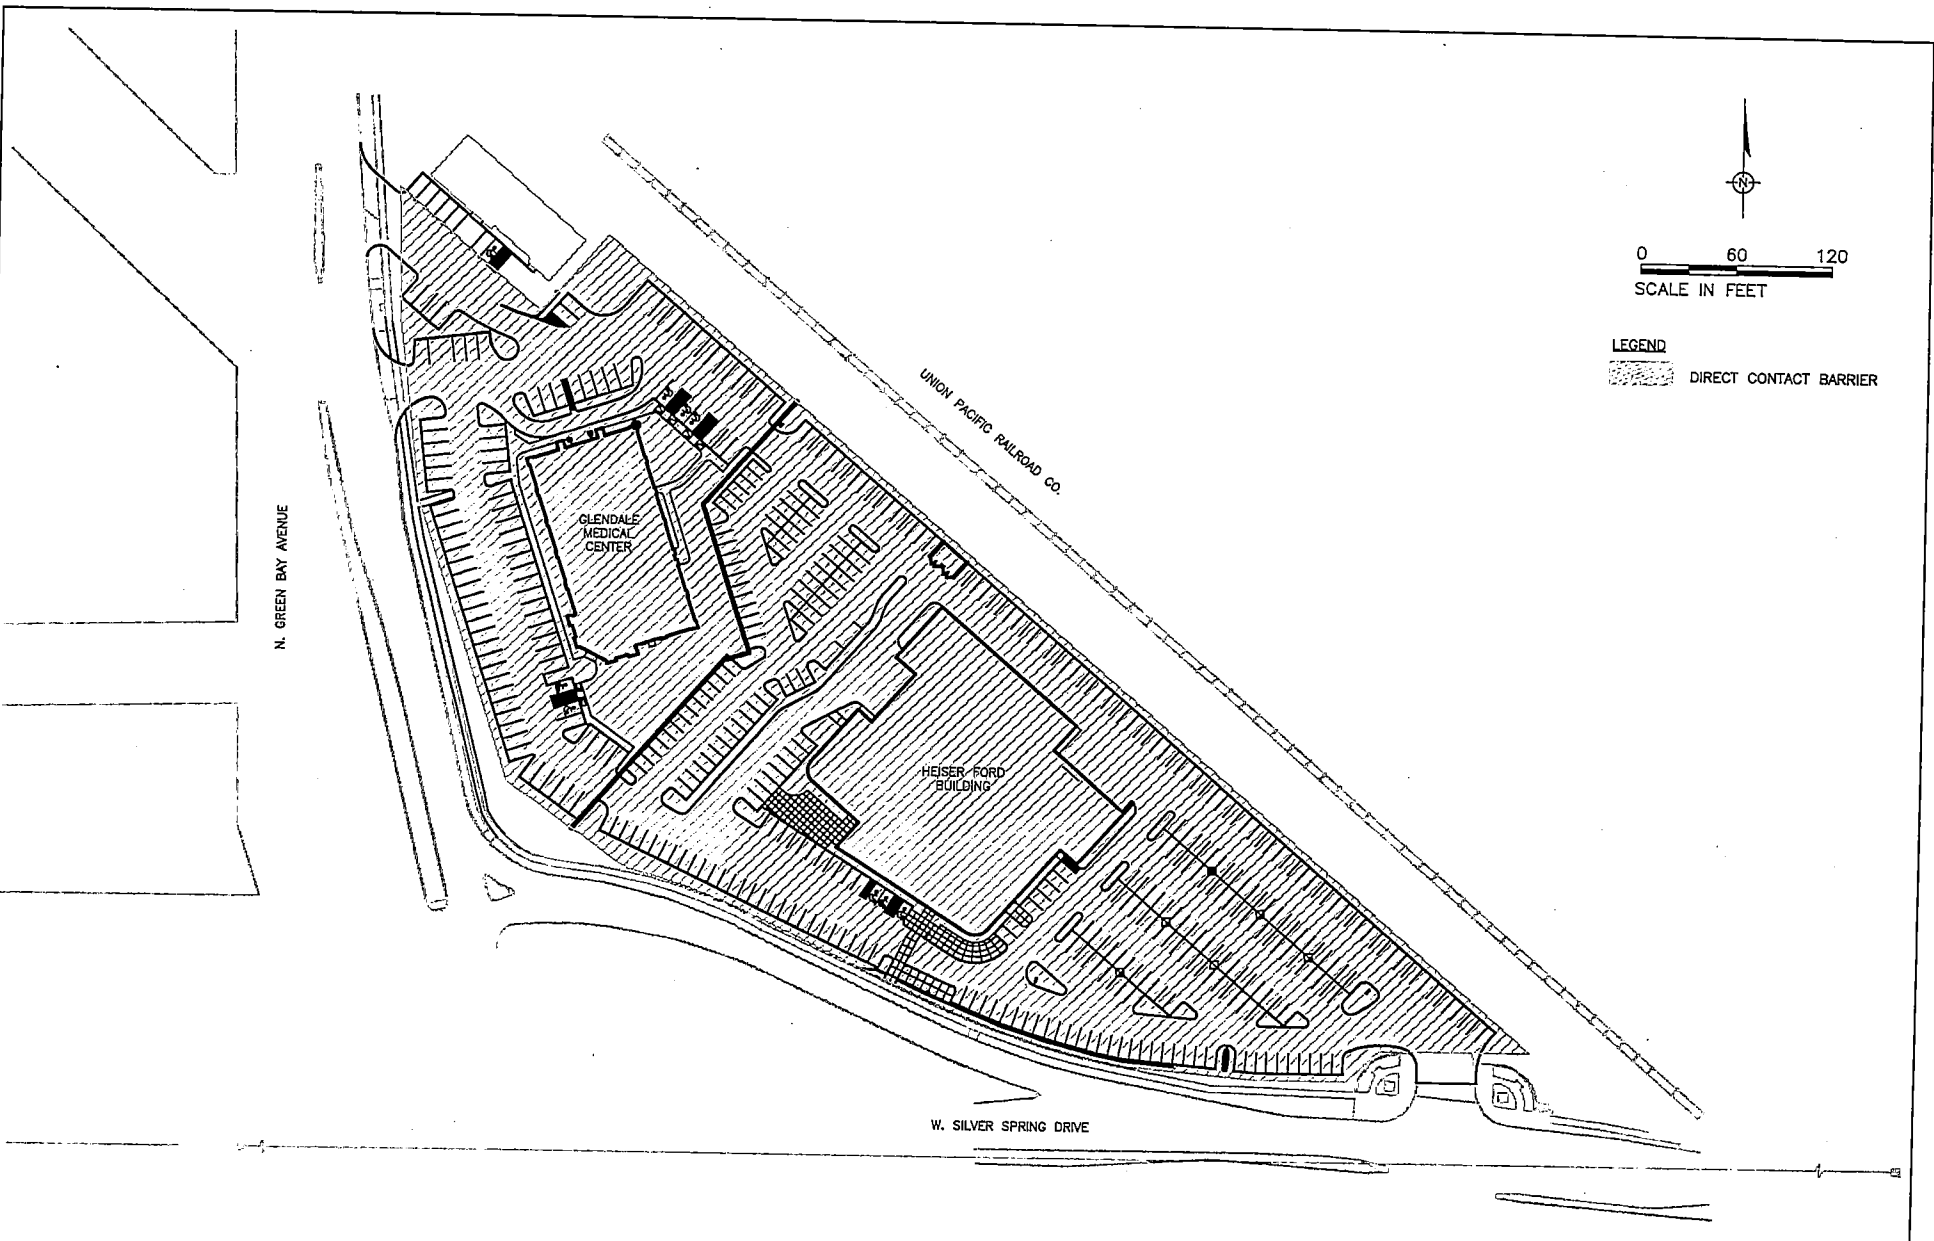 N
0 60 120
SCALE IN FEET
LEGEND
DIRECT CONTACT BARRIER
UNION PACIFIC RAILROAD CO.
N. GREEN BAY AVENUE
GLENDALE
MEDICAL
CENTER
HEISER FORD
BUILDING
W. SILVER SPRING DRIVE